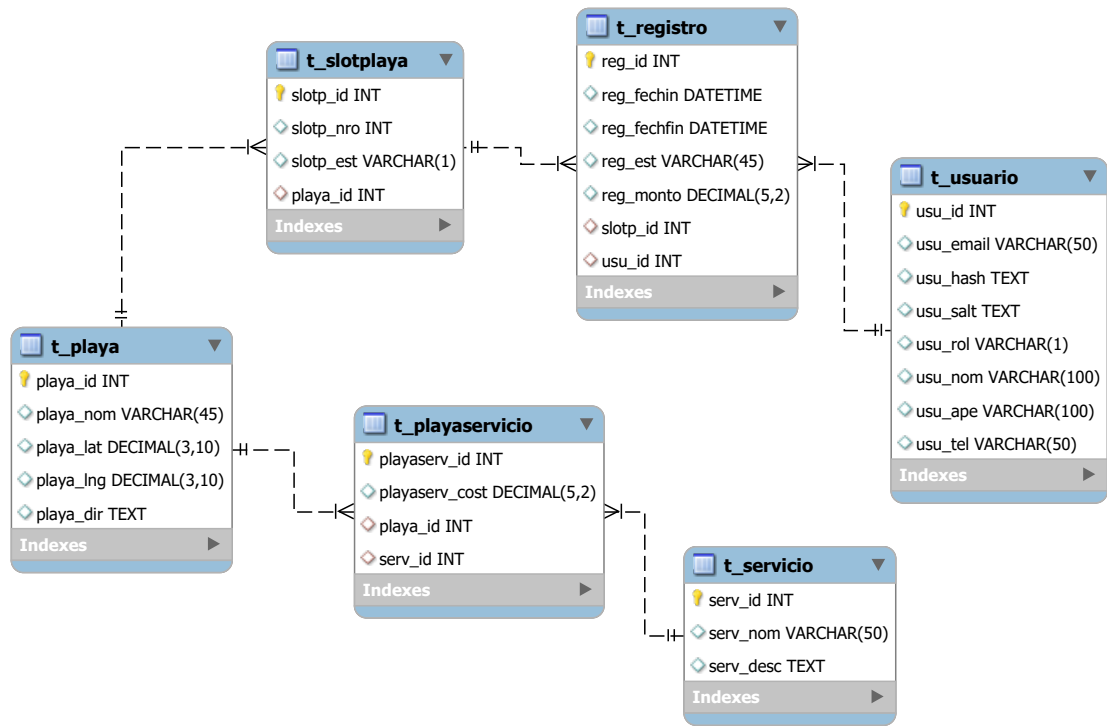 t_slotplaya
slotp_id INT
slotp_nro INT
slotp_est VARCHAR(1)
playa_id INT
Indexes
t_registro
reg_id INT
reg_fechin DATETIME
reg_fechfin DATETIME
reg_est VARCHAR(45)
reg_monto DECIMAL(5,2)
slotp_id INT
usu_id INT
Indexes
t_usuario
usu_id INT
usu_email VARCHAR(50)
usu_hash TEXT
usu_salt TEXT
usu_rol VARCHAR(1)
usu_nom VARCHAR(100)
usu_ape VARCHAR(100)
usu_tel VARCHAR(50)
Indexes
t_playa
playa_id INT
playa_nom VARCHAR(45)
playa_lat DECIMAL(3,10)
playa_lng DECIMAL(3,10)
playa_dir TEXT
Indexes
t_playaservicio
playaserv_id INT
playaserv_cost DECIMAL(5,2)
playa_id INT
serv_id INT
Indexes
t_servicio
serv_id INT
serv_nom VARCHAR(50)
serv_desc TEXT
Indexes